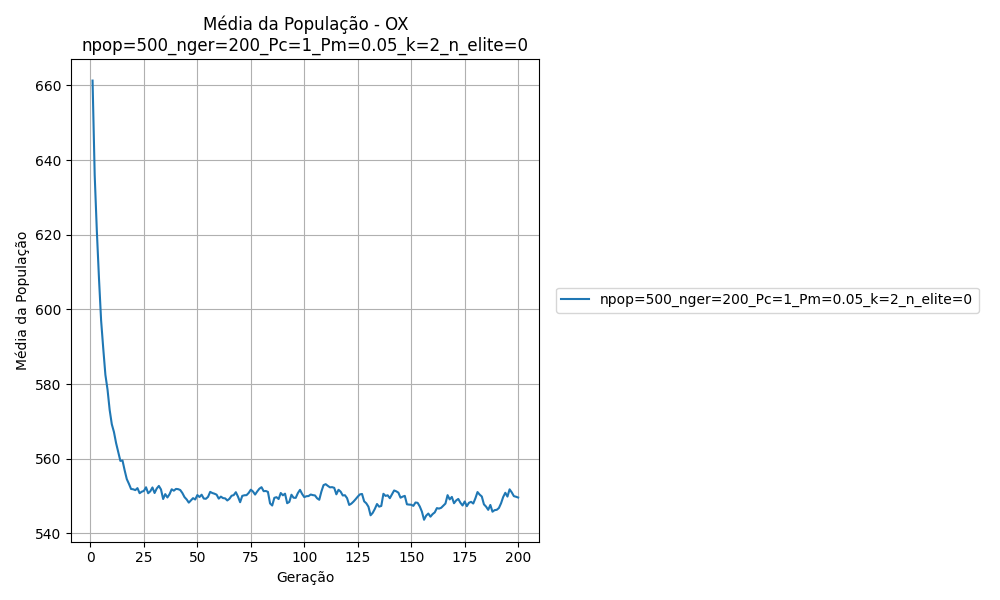 Média da População - OX
npop=500_nger=200_Pc=1_Pm=0.05_k=2_n_elite=0
660
640
620
600
580
560
540
Média da População
0 25 50 75 100 125 150 175 200
Geração
npop=500_nger=200_Pc=1_Pm=0.05_k=2_n_elite=0